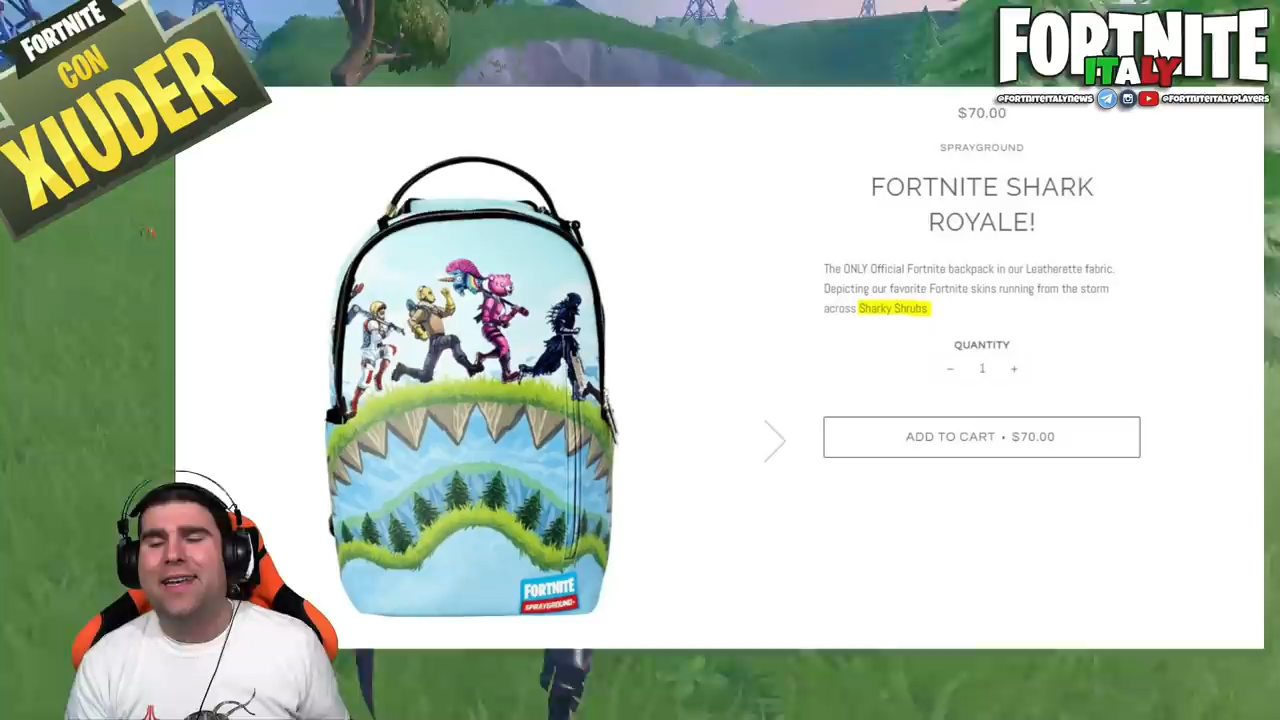 FORTNITE
CON
XIUDER
FORTNITE
ITALY
@FORTNITEITALYNEWS @FORTNITEITALYPLAYERS
$70.00
SPRAYGROUND
FORTNITE SHARK
ROYALE!
The ONLY Official Fortnite backpack in our Leatherette fabric.
Depicting our favorite Fortnite skins running from the storm
across Sharky Shrubs.
QUANTITY
− 1 +
ADD TO CART • $70.00
FORTNITE
SPRAYGROUND